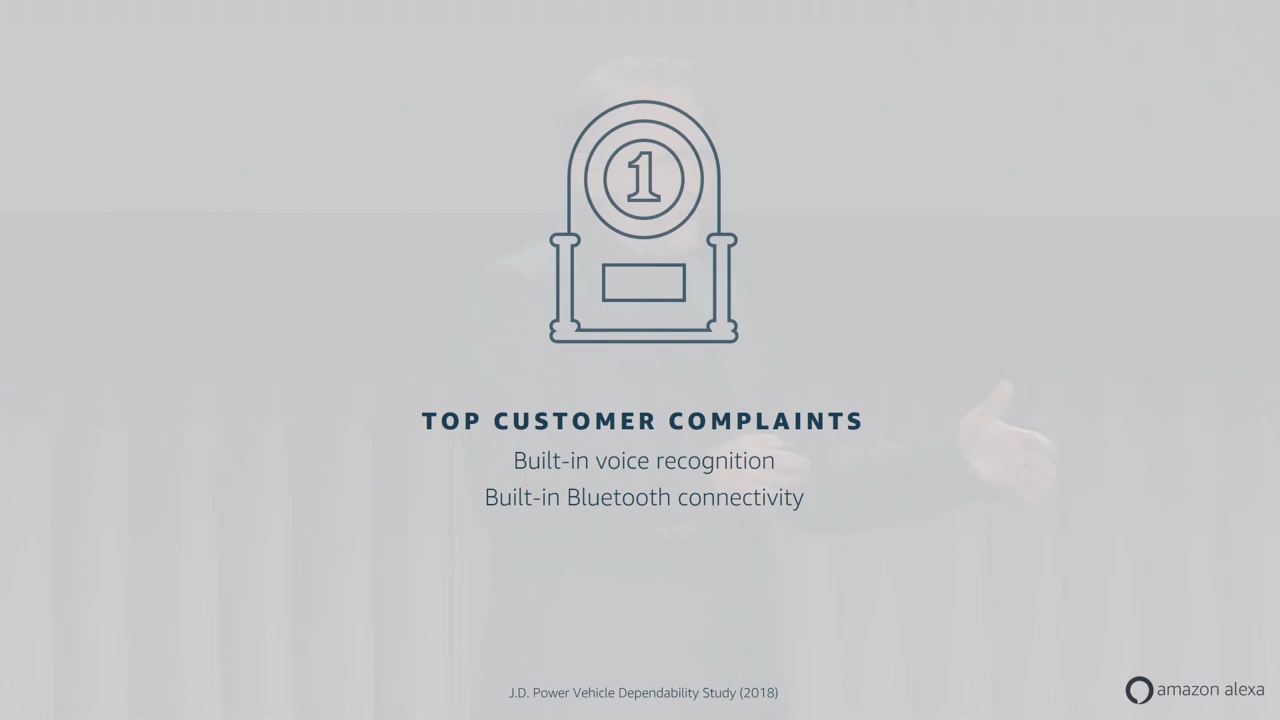 1
TOP CUSTOMER COMPLAINTS
Built-in voice recognition
Built-in Bluetooth connectivity
J.D. Power Vehicle Dependability Study (2018)
amazon alexa